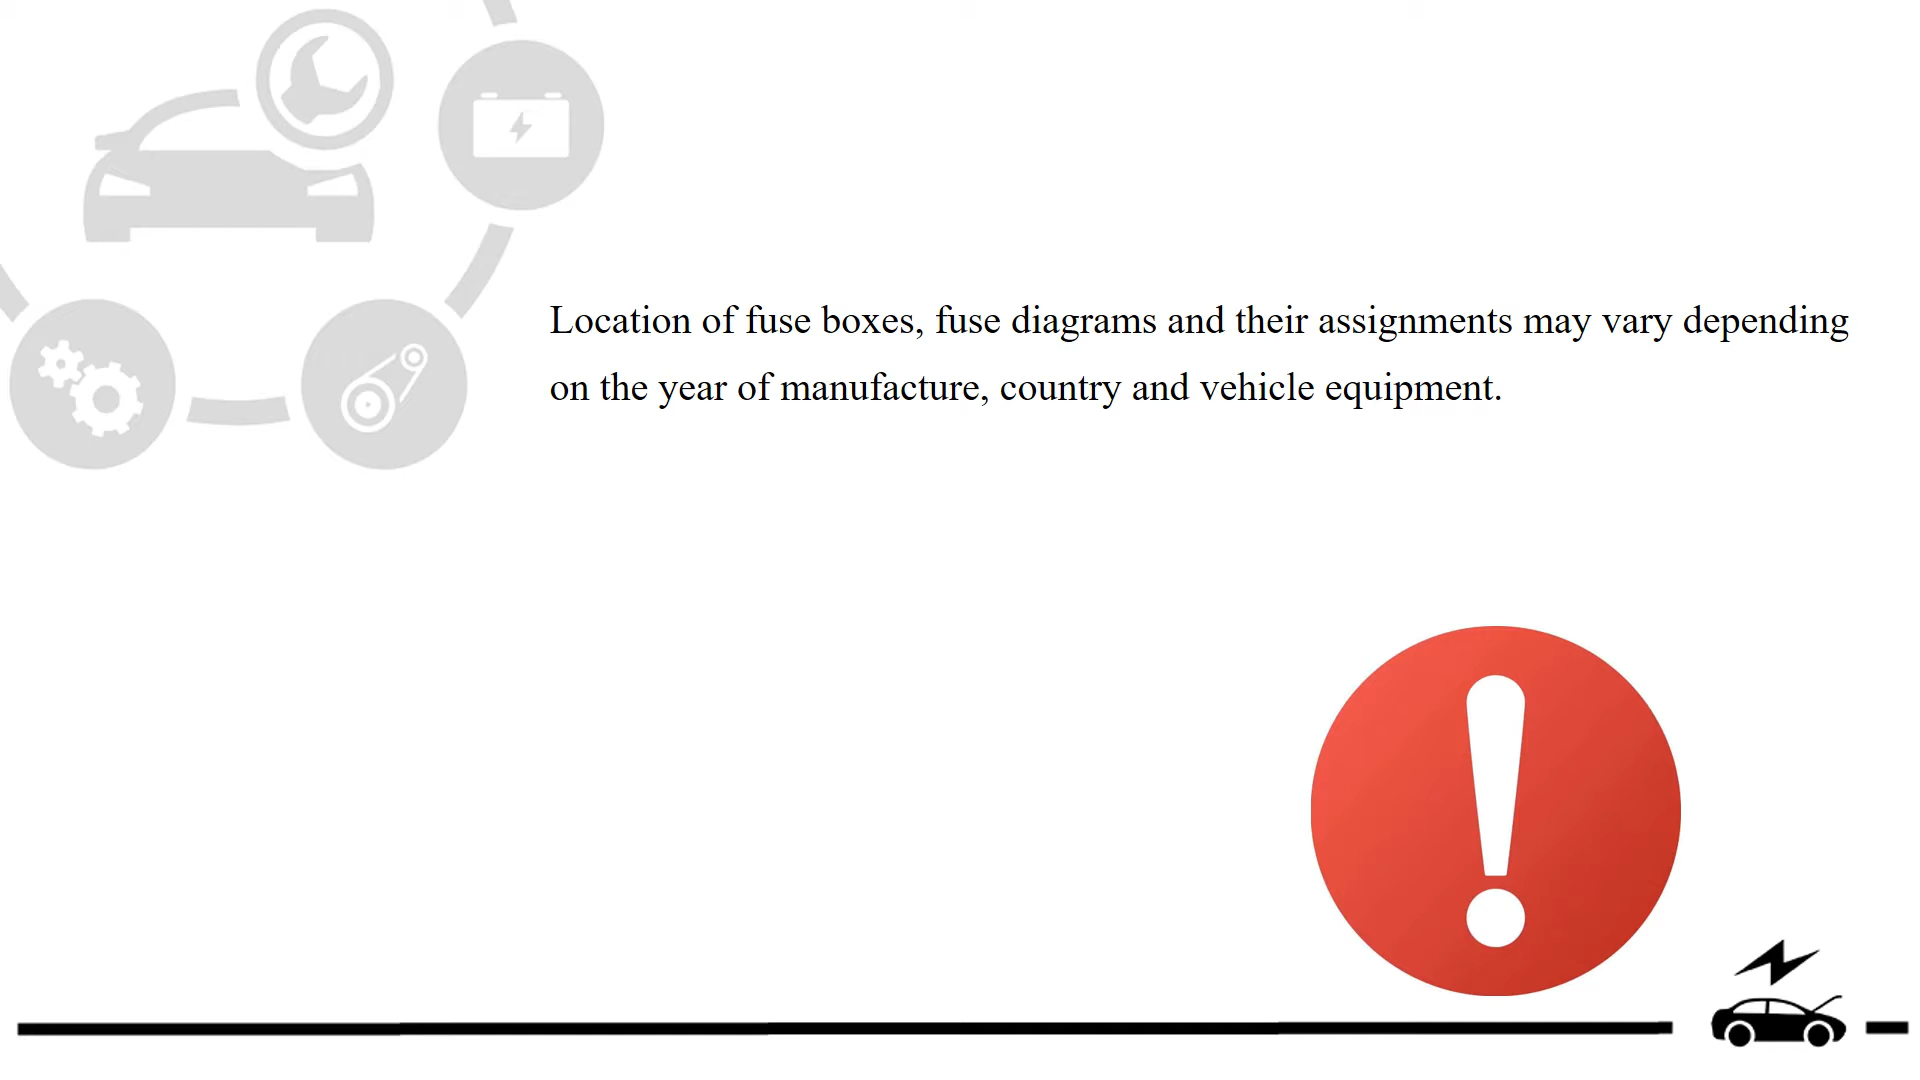 Location of fuse boxes, fuse diagrams and their assignments may vary depending
on the year of manufacture, country and vehicle equipment.